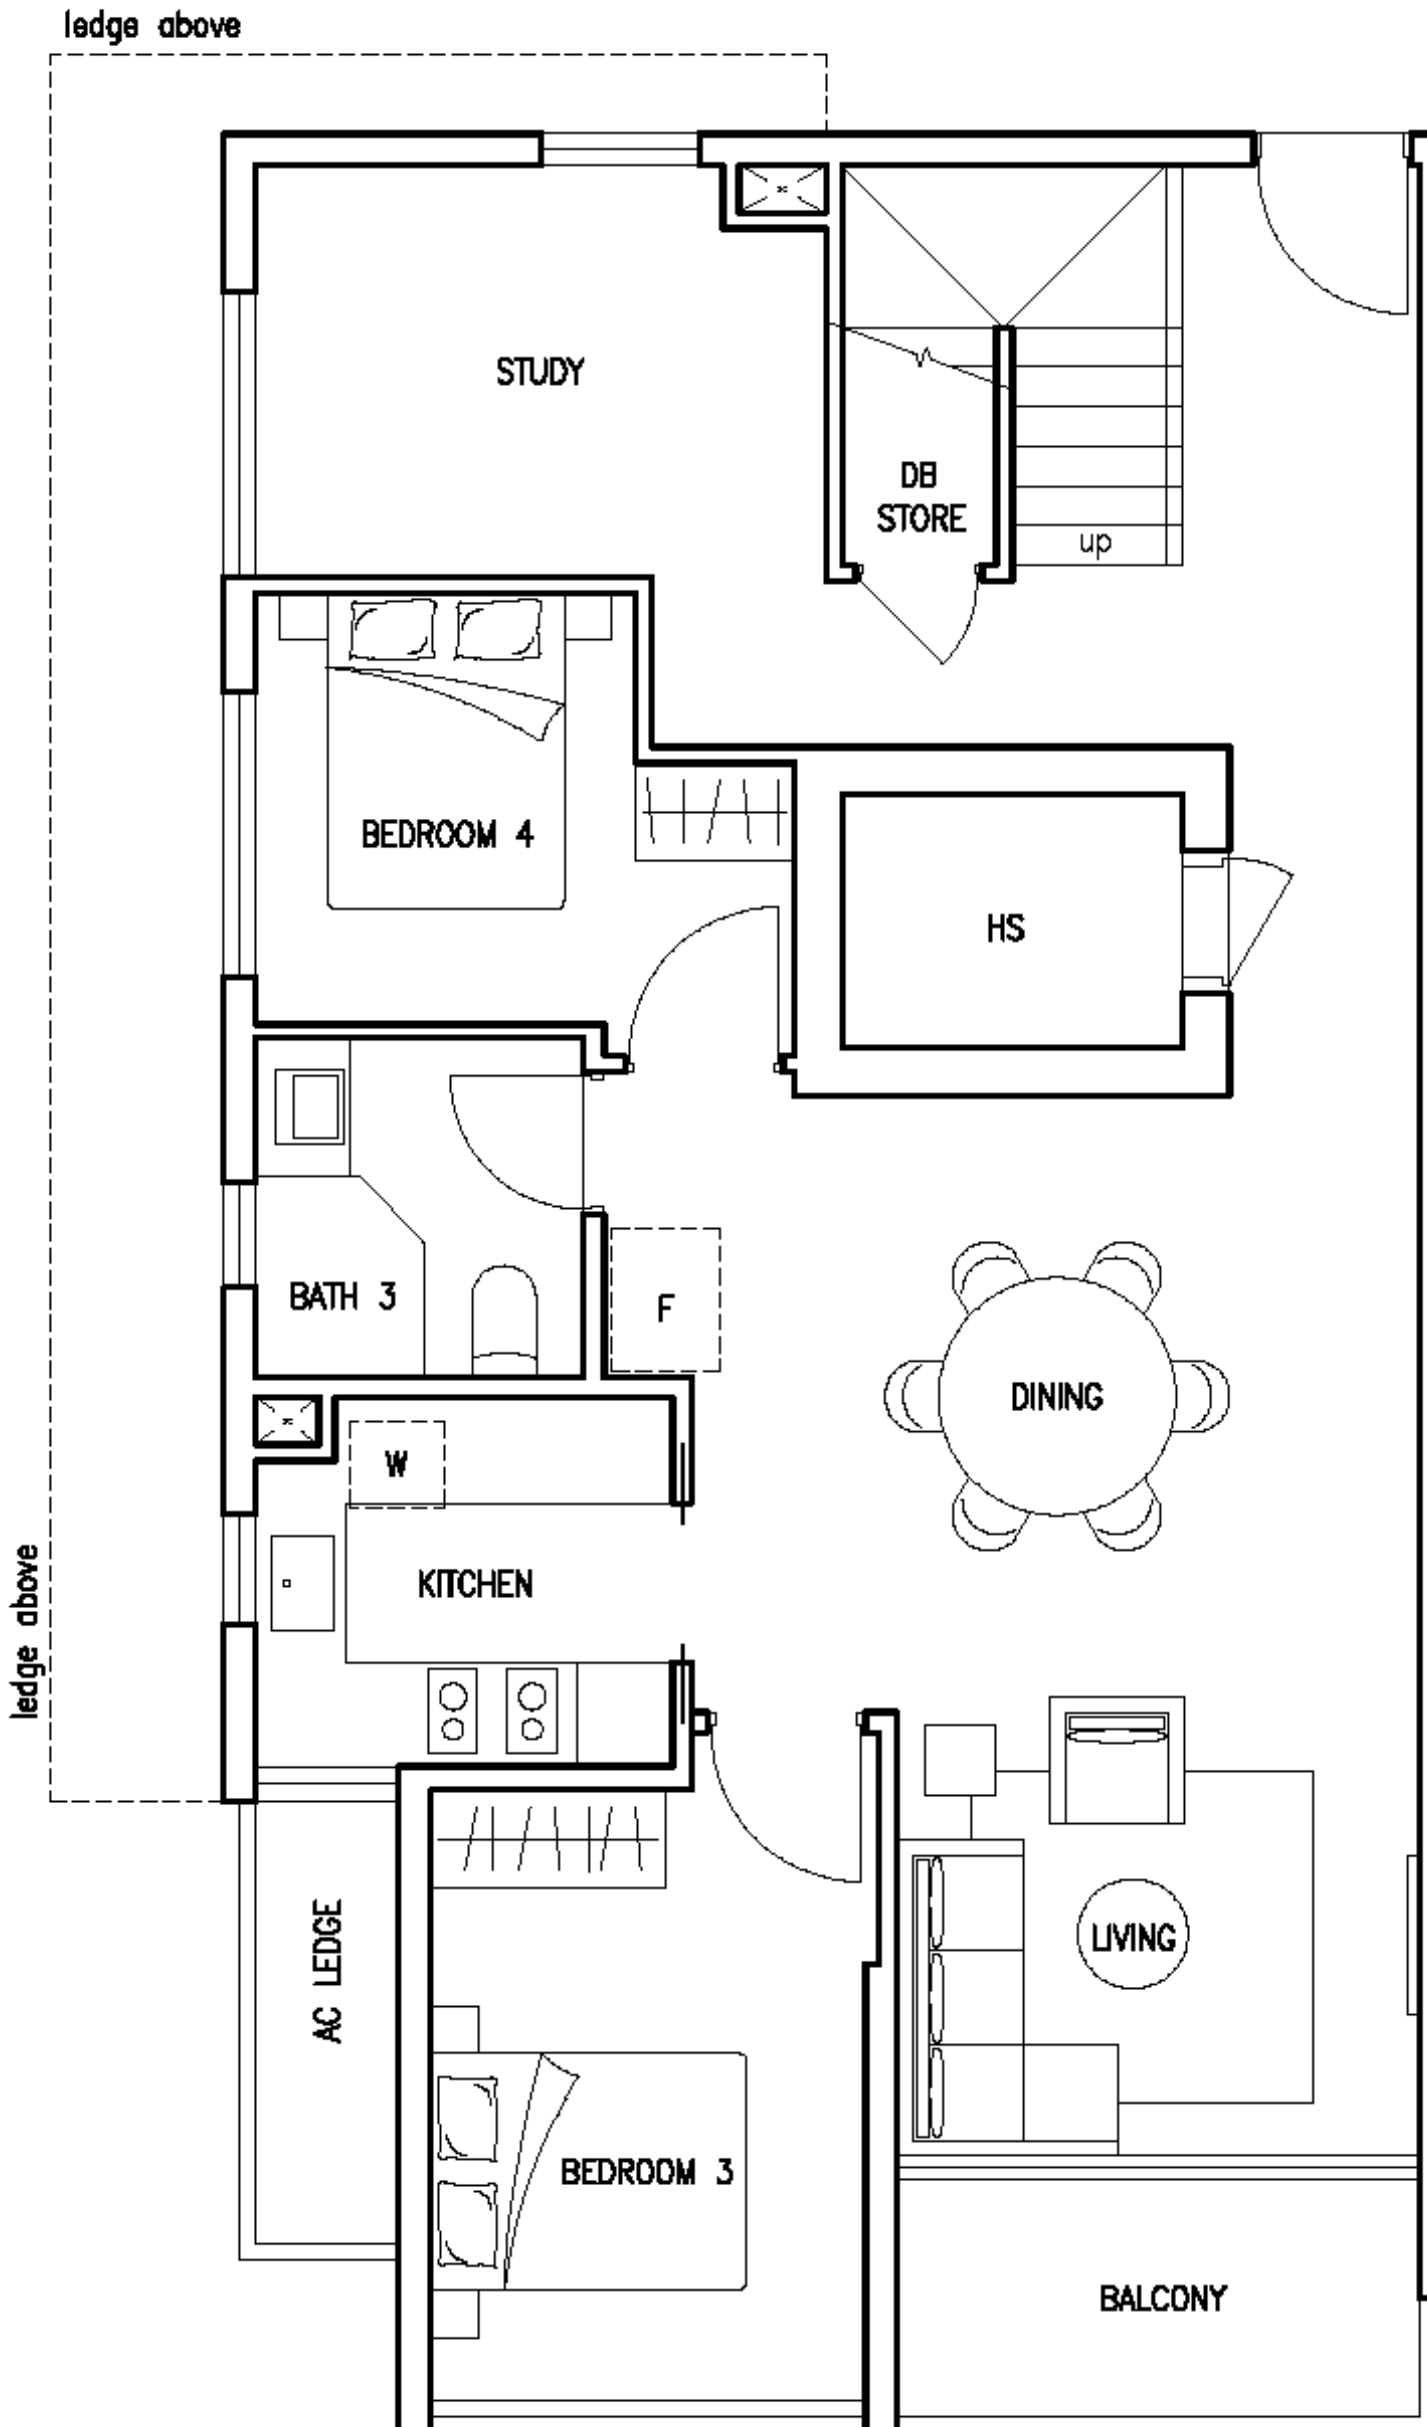 ledge above
STUDY
DB
STORE
up
BEDROOM 4
HS
BATH 3
F
DINING
W
KITCHEN
ledge above
AC LEDGE
LIVING
BEDROOM 3
BALCONY